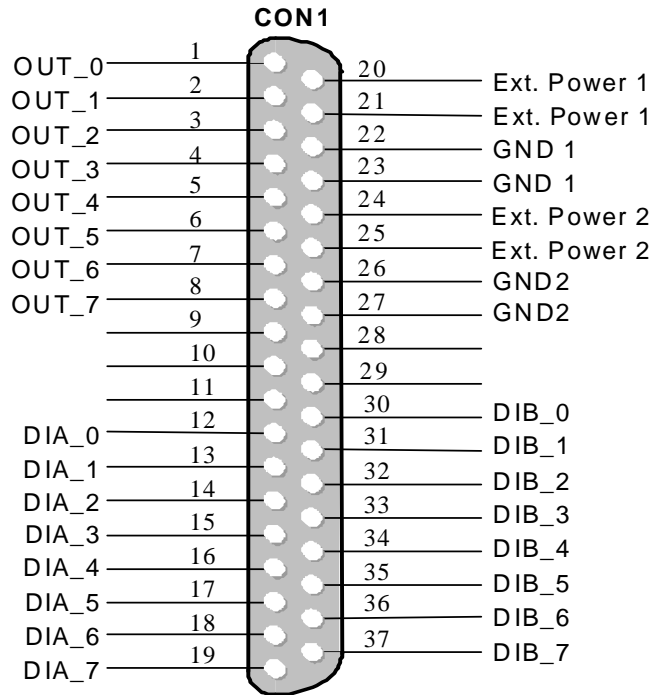 CON1
OUT_0 1
OUT_1 2
OUT_2 3
OUT_3 4
OUT_4 5
OUT_5 6
OUT_6 7
OUT_7 8
9
10
11
DIA_0 12
DIA_1 13
DIA_2 14
DIA_3 15
DIA_4 16
DIA_5 17
DIA_6 18
DIA_7 19
20 Ext. Power 1
21 Ext. Power 1
22 GND 1
23 GND 1
24 Ext. Power 2
25 Ext. Power 2
26 GND2
27 GND2
28
29
30 DIB_0
31 DIB_1
32 DIB_2
33 DIB_3
34 DIB_4
35 DIB_5
36 DIB_6
37 DIB_7